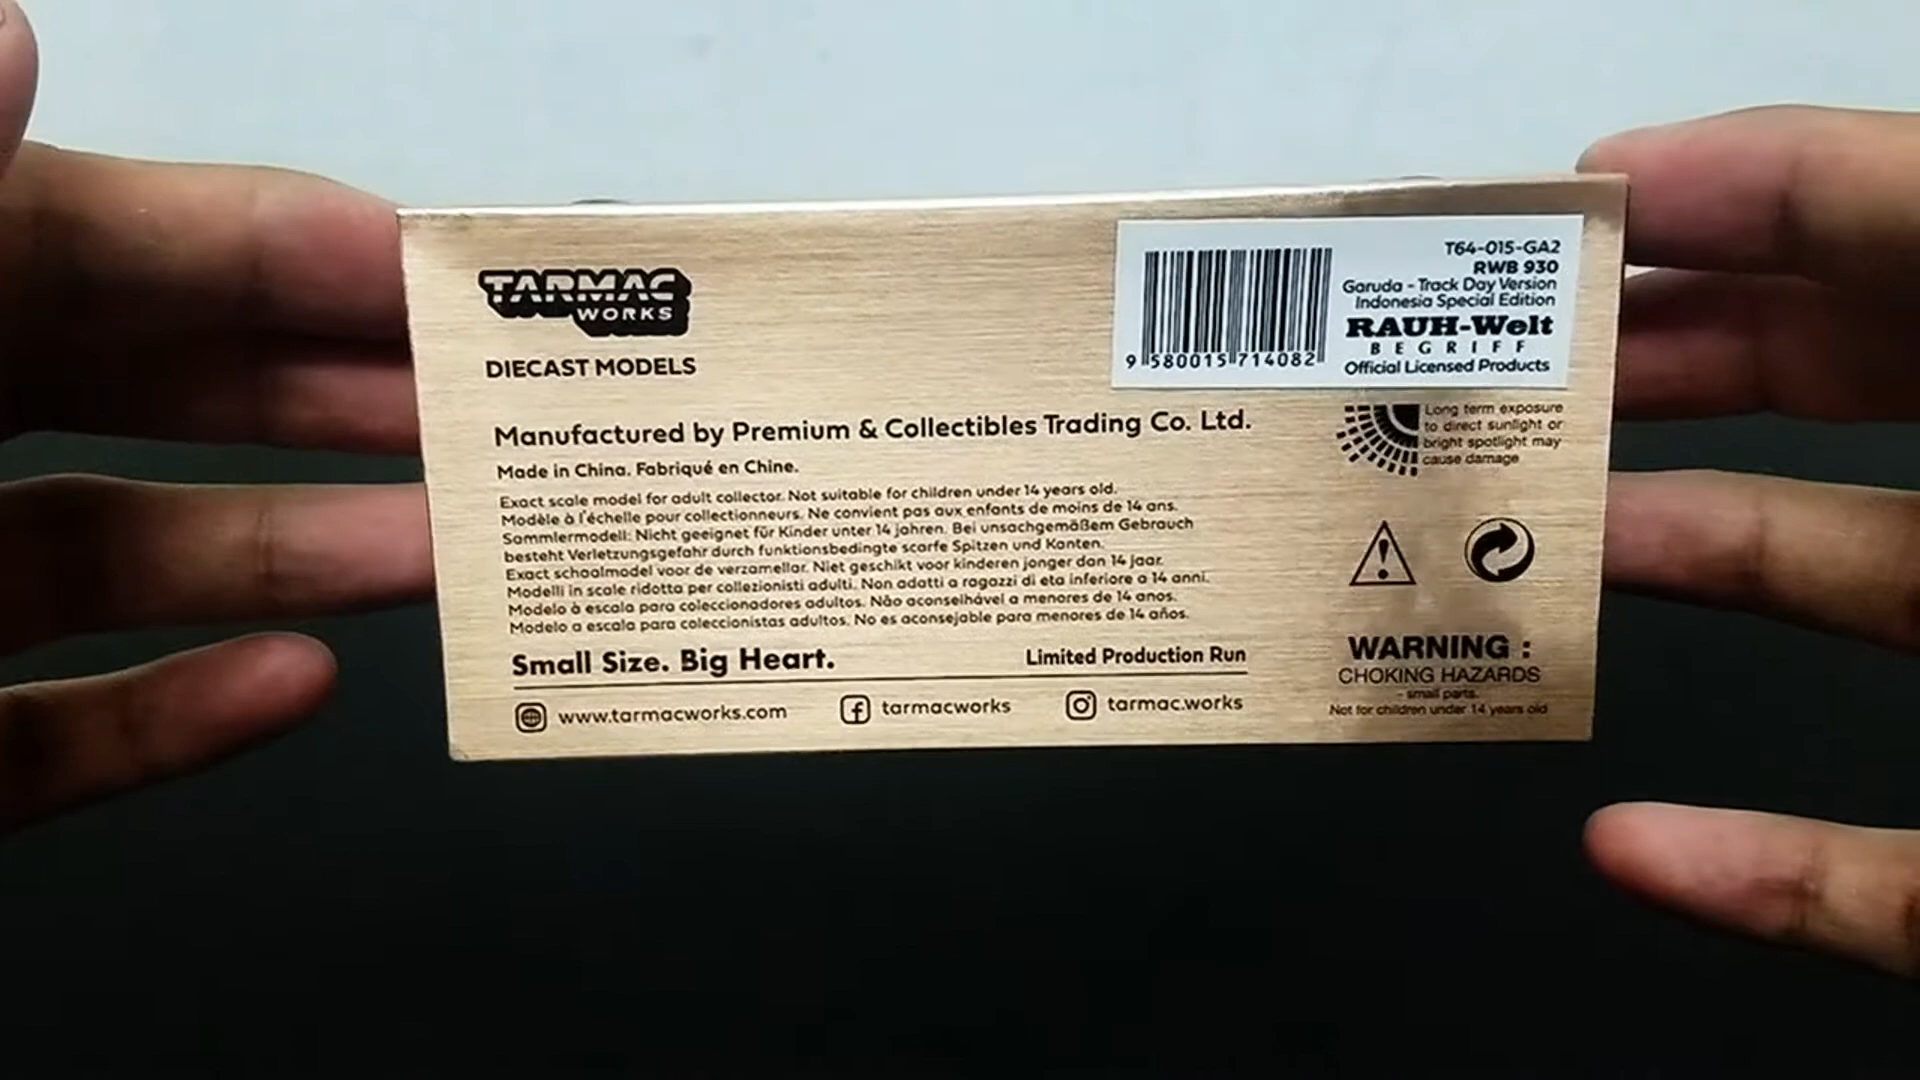 TARMAC
WORKS
DIECAST MODELS
T64-015-GA2
RWB 930
Garuda - Track Day Version
Indonesia Special Edition
RAUH-Welt
BEGRIFF
Official Licensed Products
9 580015 714082
Long term exposure
to direct sunlight or
bright spotlight may
cause damage
Manufactured by Premium & Collectibles Trading Co. Ltd.
Made in China. Fabriqué en Chine.
Exact scale model for adult collector. Not suitable for children under 14 years old.
Modèle à l'échelle pour collectionneurs. Ne convient pas aux enfants de moins de 14 ans.
Sammlermodell: Nicht geeignet für Kinder unter 14 jahren. Bei unsachgemäßem Gebrauch
besteht Verletzungsgefahr durch funktionsbedingte scarfe Spitzen und Kanten.
Exact schaalmodel voor de verzamellar. Niet geschikt voor kinderen jonger dan 14 jaar.
Modelli in scale ridotta per collezionisti adulti. Non adatti a ragazzi di eta inferiore a 14 anni.
Modelo à escala para coleccionadores adultos. Não aconselhável a menores de 14 anos.
Modelo a escala para coleccionistas adultos. No es aconsejable para menores de 14 años.
Small Size. Big Heart.
Limited Production Run
www.tarmacworks.com
tarmacworks
tarmac.works
WARNING :
CHOKING HAZARDS
- small parts.
Not for children under 14 years old